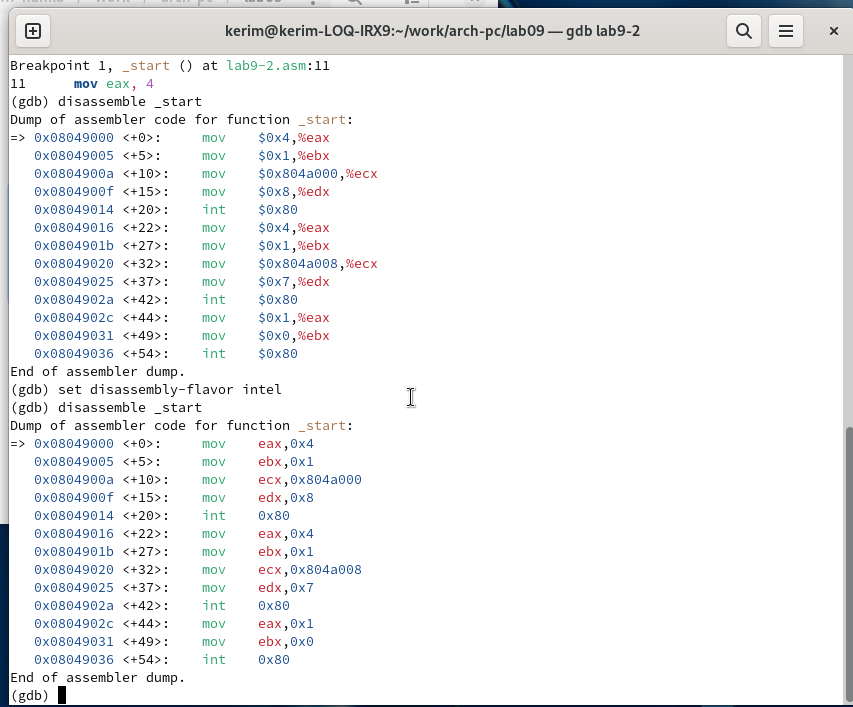 kerim@kerim-LOQ-IRX9:~/work/arch-pc/lab09 — gdb lab9-2
Breakpoint 1, _start () at lab9-2.asm:11
11      mov eax, 4
(gdb) disassemble _start
Dump of assembler code for function _start:
=> 0x08049000 <+0>:     mov    $0x4,%eax
   0x08049005 <+5>:     mov    $0x1,%ebx
   0x0804900a <+10>:    mov    $0x804a000,%ecx
   0x0804900f <+15>:    mov    $0x8,%edx
   0x08049014 <+20>:    int    $0x80
   0x08049016 <+22>:    mov    $0x4,%eax
   0x0804901b <+27>:    mov    $0x1,%ebx
   0x08049020 <+32>:    mov    $0x804a008,%ecx
   0x08049025 <+37>:    mov    $0x7,%edx
   0x0804902a <+42>:    int    $0x80
   0x0804902c <+44>:    mov    $0x1,%eax
   0x08049031 <+49>:    mov    $0x0,%ebx
   0x08049036 <+54>:    int    $0x80
End of assembler dump.
(gdb) set disassembly-flavor intel
(gdb) disassemble _start
Dump of assembler code for function _start:
=> 0x08049000 <+0>:     mov    eax,0x4
   0x08049005 <+5>:     mov    ebx,0x1
   0x0804900a <+10>:    mov    ecx,0x804a000
   0x0804900f <+15>:    mov    edx,0x8
   0x08049014 <+20>:    int    0x80
   0x08049016 <+22>:    mov    eax,0x4
   0x0804901b <+27>:    mov    ebx,0x1
   0x08049020 <+32>:    mov    ecx,0x804a008
   0x08049025 <+37>:    mov    edx,0x7
   0x0804902a <+42>:    int    0x80
   0x0804902c <+44>:    mov    eax,0x1
   0x08049031 <+49>:    mov    ebx,0x0
   0x08049036 <+54>:    int    0x80
End of assembler dump.
(gdb)